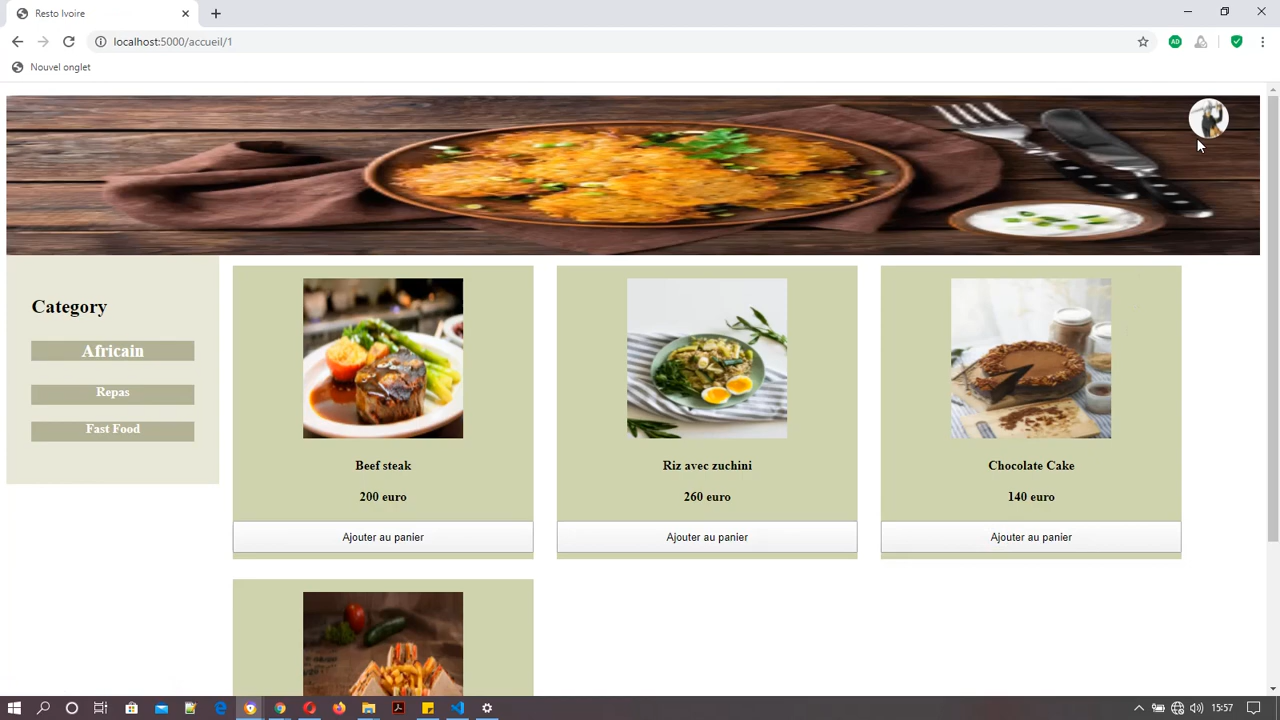 Resto Ivoire
localhost:5000/accueil/1
AD
Nouvel onglet
Category
Africain
Repas
Fast Food
Beef steak
200 euro
Ajouter au panier
Riz avec zuchini
260 euro
Ajouter au panier
Chocolate Cake
140 euro
Ajouter au panier
15:57